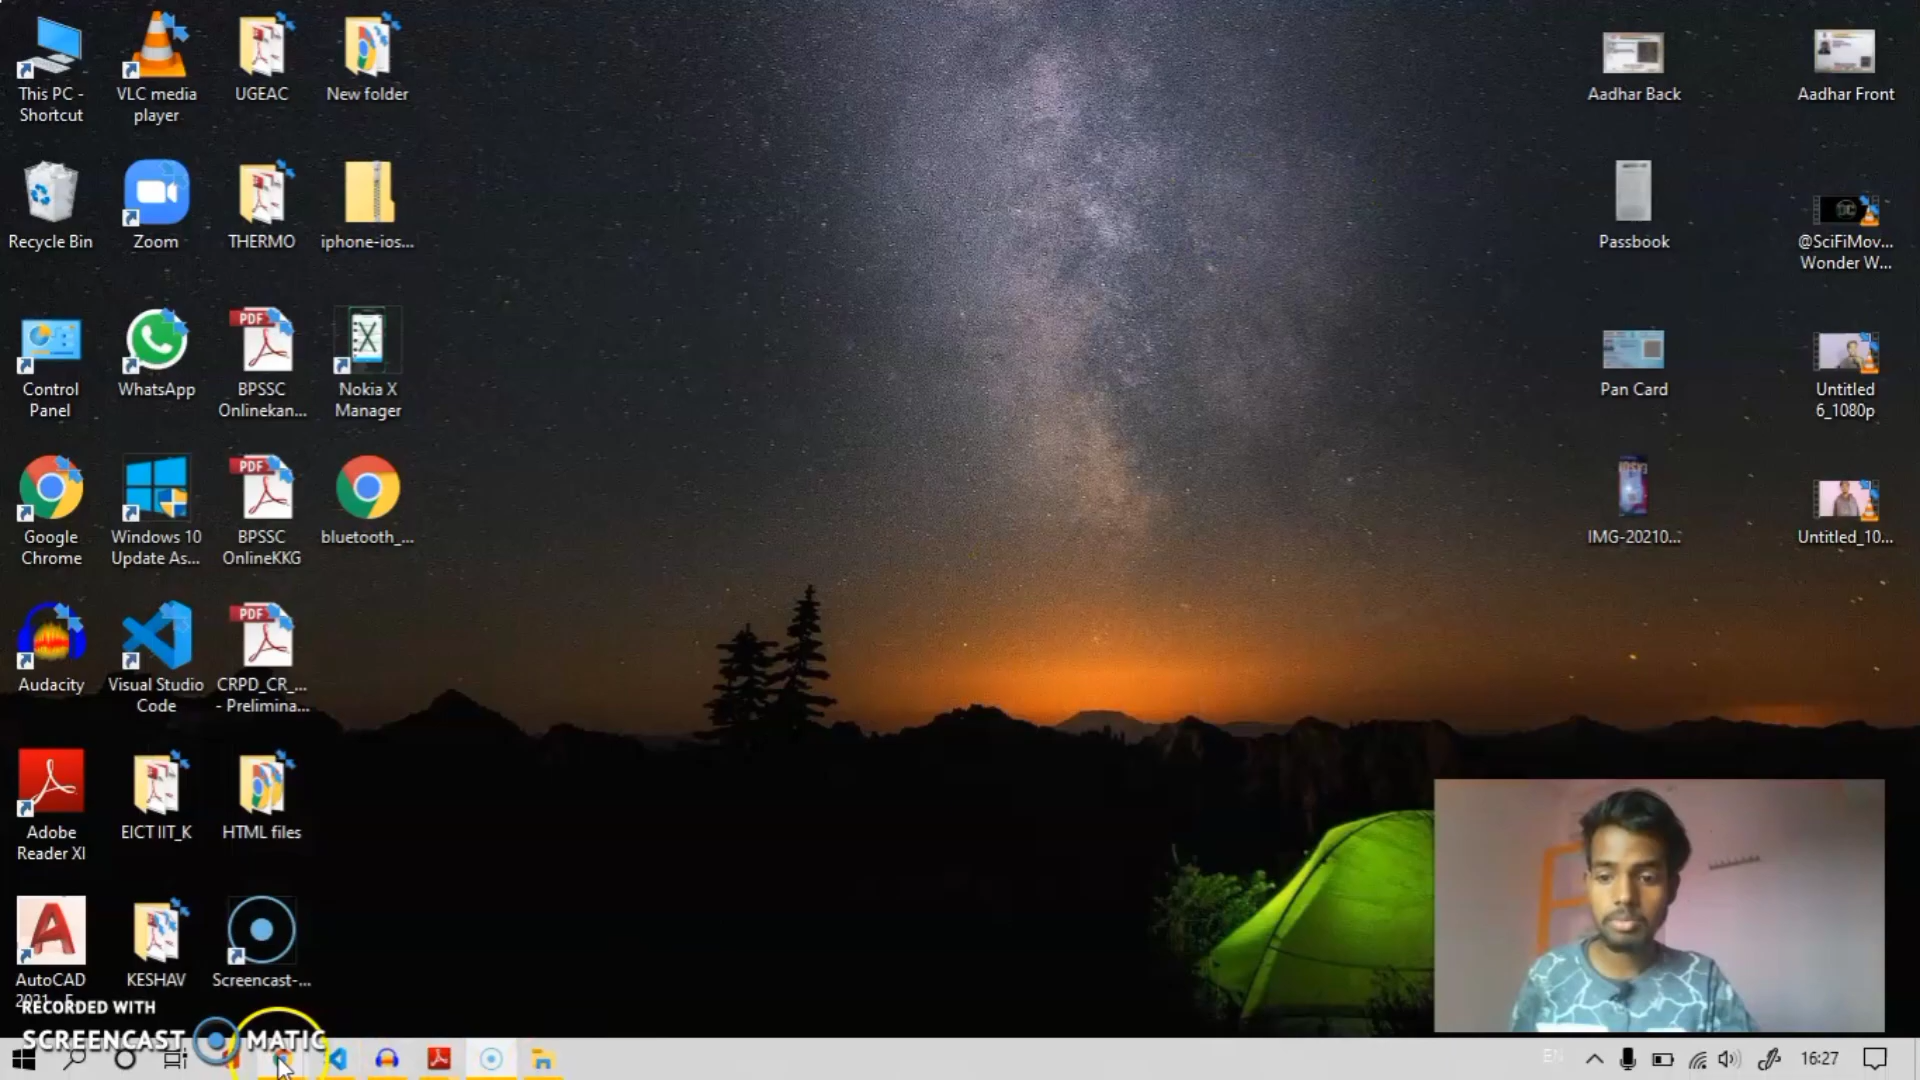 This PC -
Shortcut
VLC media
player
UGEAC
New folder
Aadhar Back
Aadhar Front
Recycle Bin
Zoom
THERMO
iphone-ios...
Passbook
@SciFiMov...
Wonder W...
Control
Panel
WhatsApp
PDF
BPSSC
Onlinekan...
Nokia X
Manager
Pan Card
Untitled
6_1080p
Google
Chrome
Windows 10
Update As...
PDF
BPSSC
OnlineKKG
bluetooth_...
IMG-20210...
Untitled_10...
Audacity
Visual Studio
Code
PDF
CRPD_CR_...
- Prelimina...
Adobe
Reader XI
EICT IIT_K
HTML files
AutoCAD
KESHAV
Screencast-...
RECORDED WITH
SCREENCAST MATIC
EN
16:27